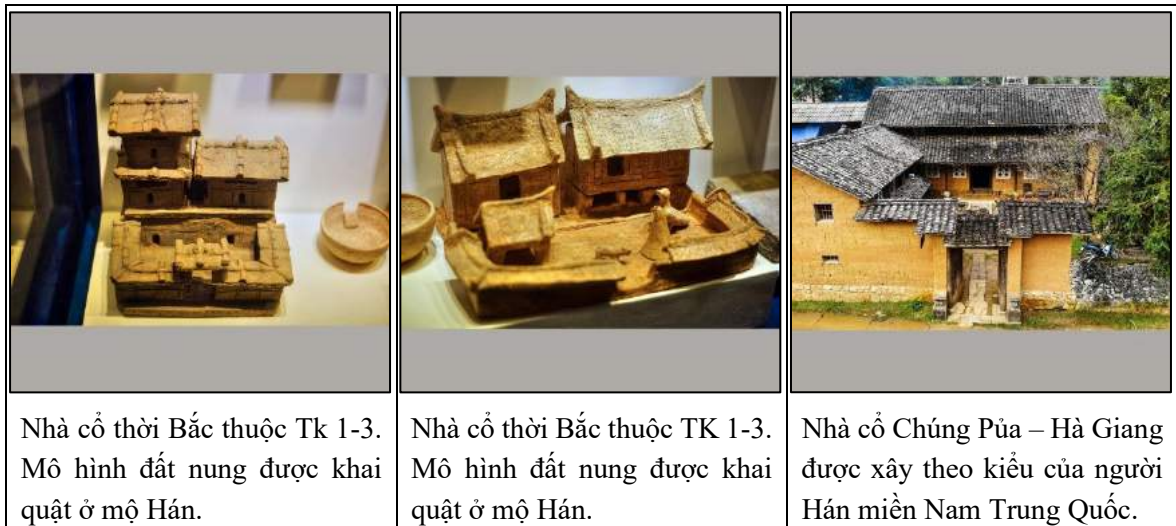 Nhà cổ thời Bắc thuộc Tk 1-3.
Mô hình đất nung được khai
quật ở mộ Hán.
Nhà cổ thời Bắc thuộc TK 1-3.
Mô hình đất nung được khai
quật ở mộ Hán.
Nhà cổ Chúng Pủa – Hà Giang
được xây theo kiểu của người
Hán miền Nam Trung Quốc.